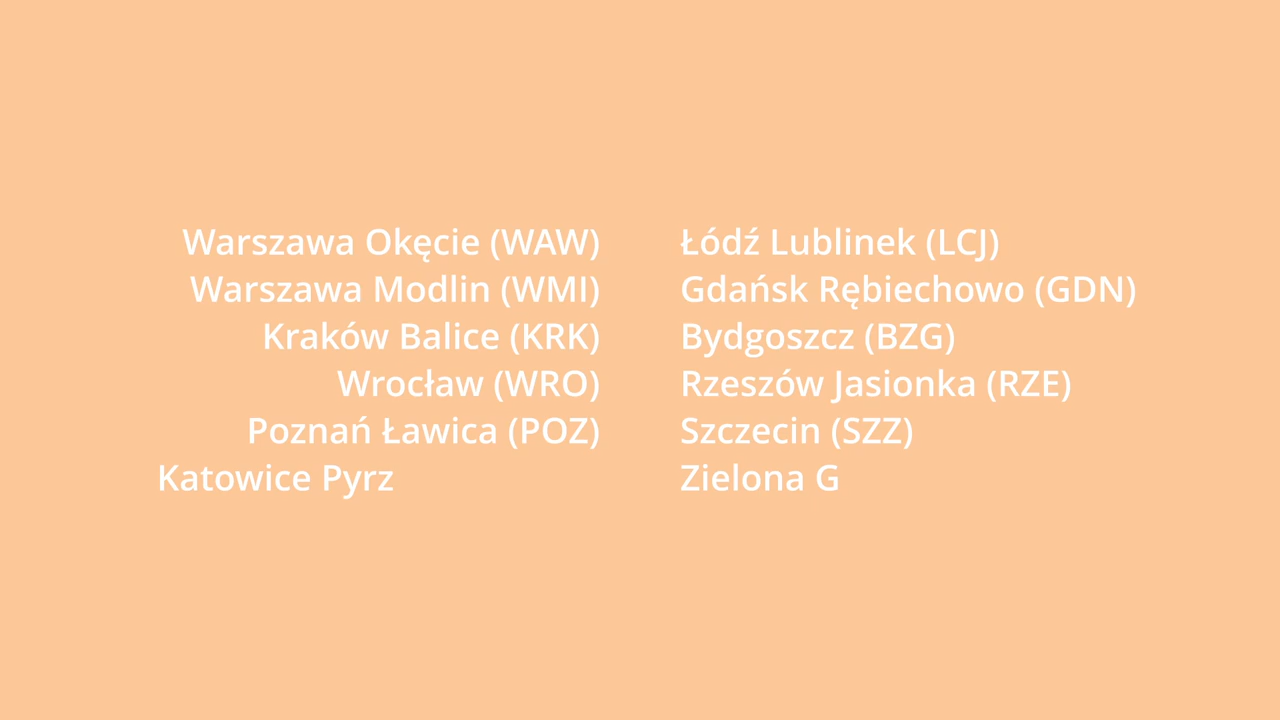 Warszawa Okęcie (WAW)
Warszawa Modlin (WMI)
Kraków Balice (KRK)
Wrocław (WRO)
Poznań Ławica (POZ)
Katowice Pyrz
Łódź Lublinek (LCJ)
Gdańsk Rębiechowo (GDN)
Bydgoszcz (BZG)
Rzeszów Jasionka (RZE)
Szczecin (SZZ)
Zielona G